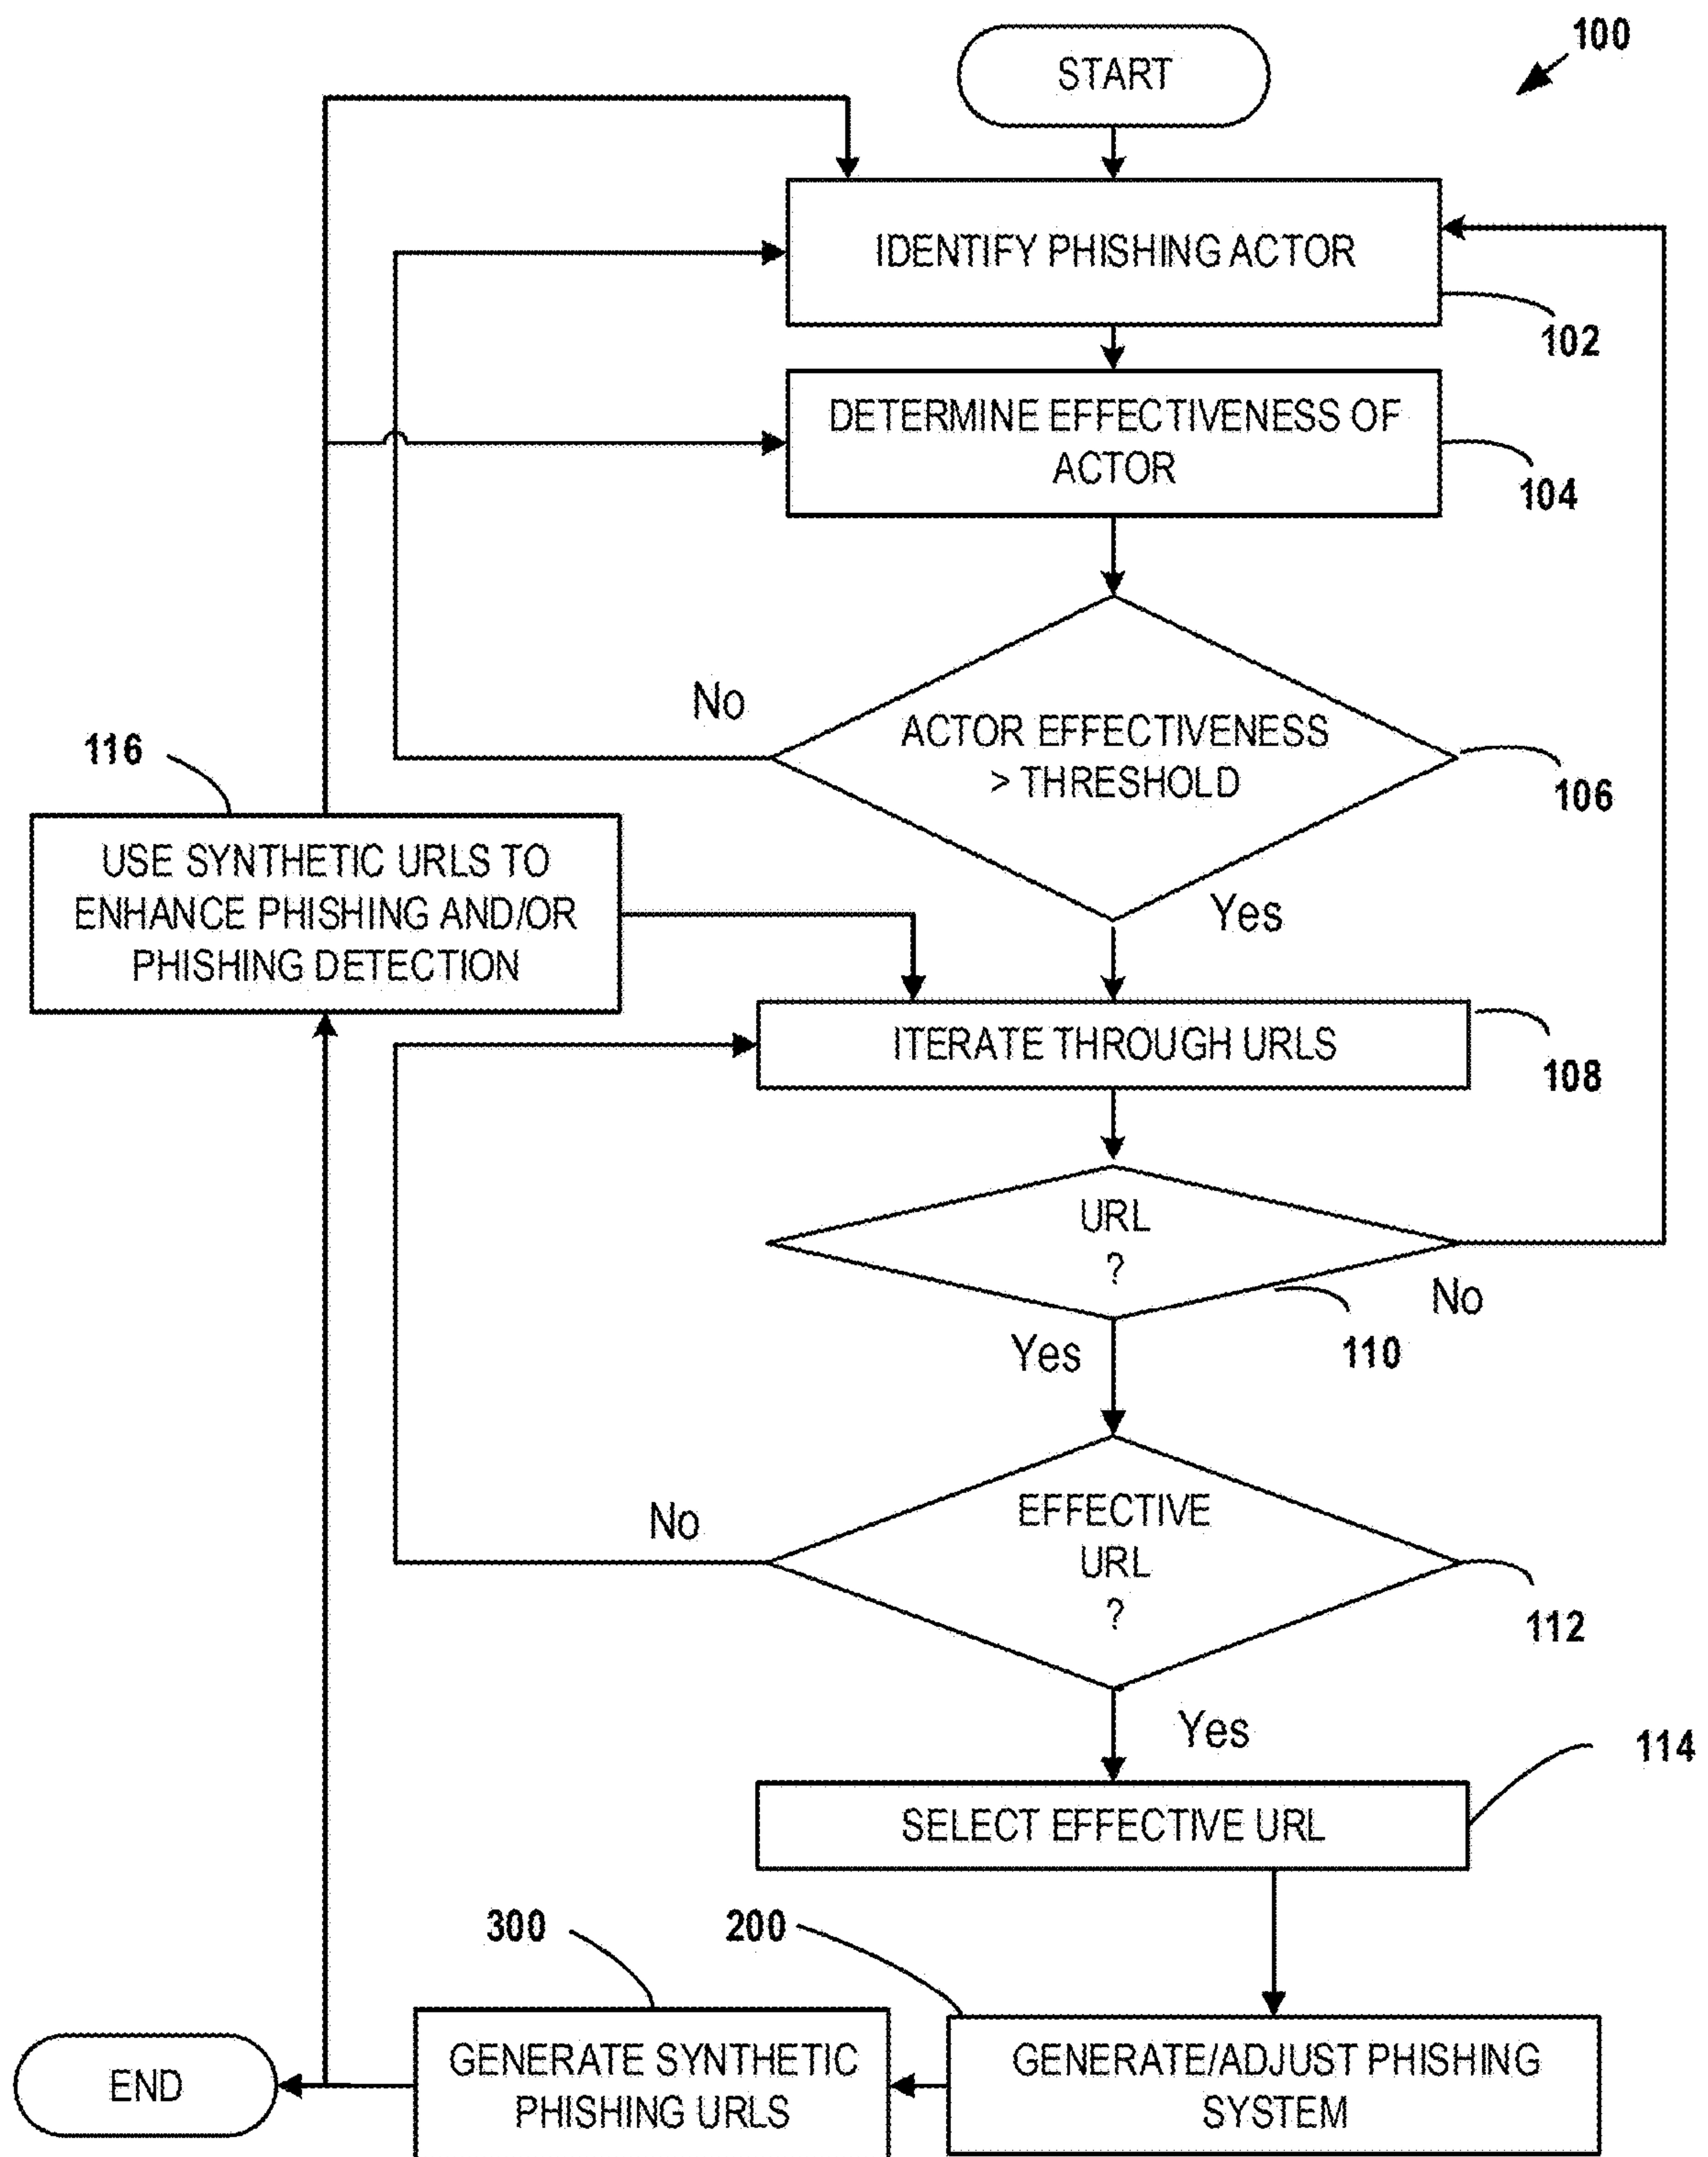 100
START
IDENTIFY PHISHING ACTOR
102
DETERMINE EFFECTIVENESS OF
ACTOR
104
No
ACTOR EFFECTIVENESS
> THRESHOLD
106
Yes
116
USE SYNTHETIC URLS TO
ENHANCE PHISHING AND/OR
PHISHING DETECTION
ITERATE THROUGH URLS
108
URL
?
No
110
Yes
No
EFFECTIVE
URL
?
112
Yes
114
SELECT EFFECTIVE URL
300
200
END
GENERATE SYNTHETIC
PHISHING URLS
GENERATE/ADJUST PHISHING
SYSTEM